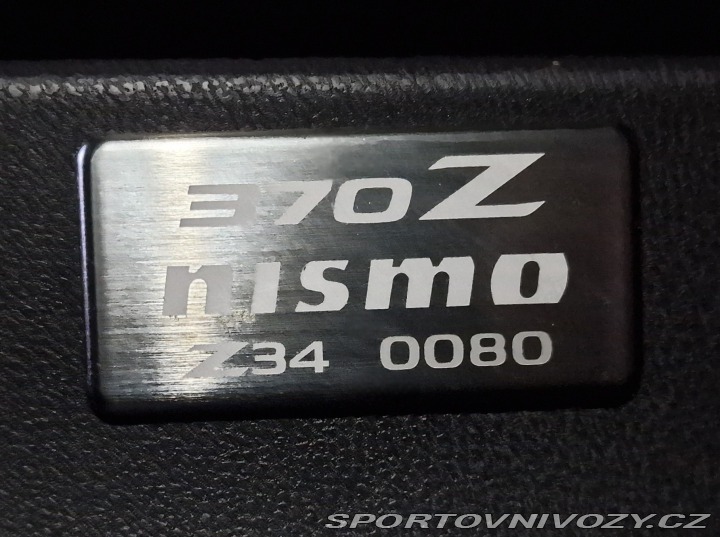 370Z
nismo
Z34 0080
SPORTOVNIVOZY.CZ